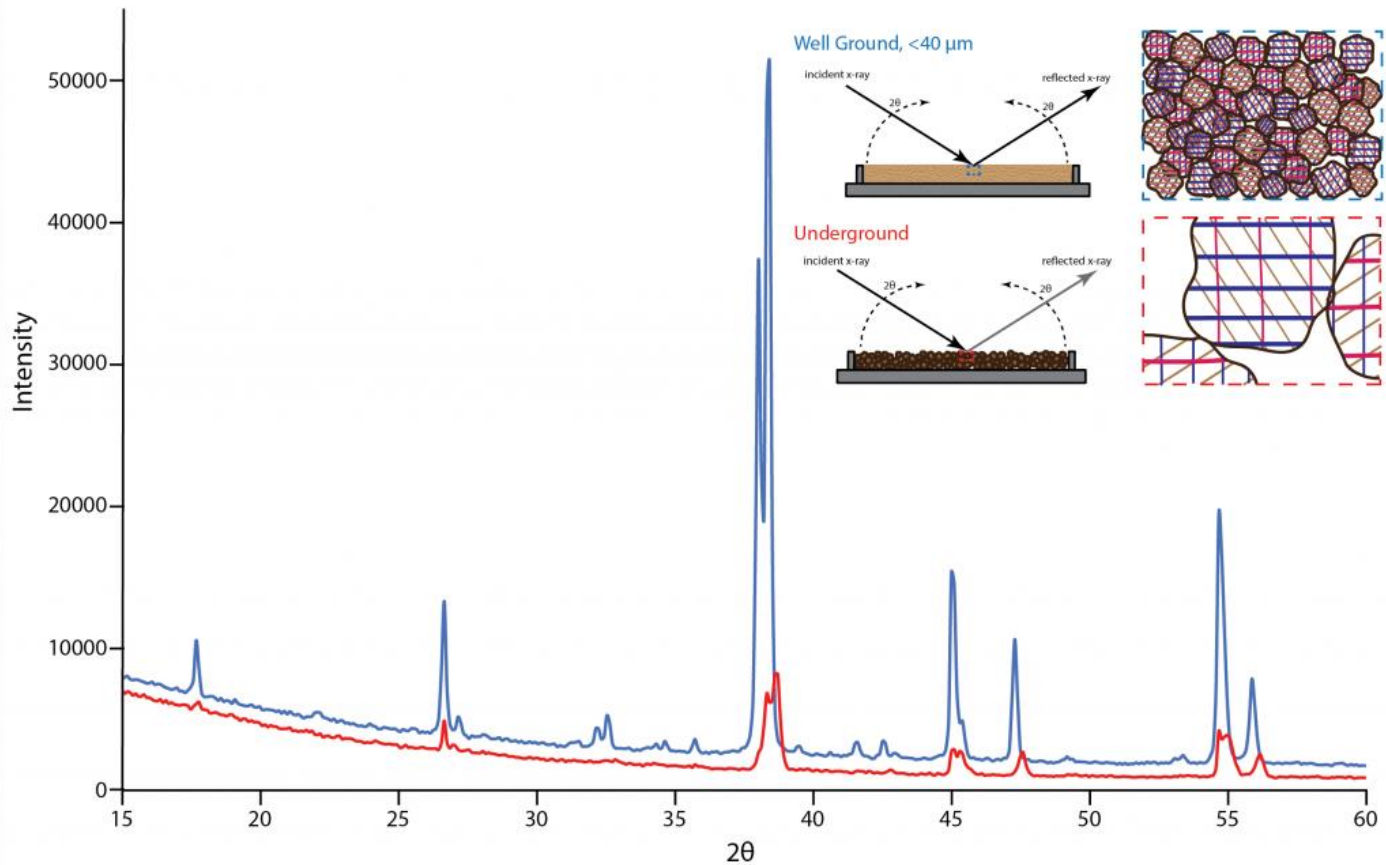 Well Ground, <40 µm
incident x-ray
reflected x-ray
2θ
2θ
Underground
incident x-ray
reflected x-ray
2θ
2θ
Intensity
50000
40000
30000
20000
10000
0
15
20
25
30
35
40
45
50
55
60
2θ